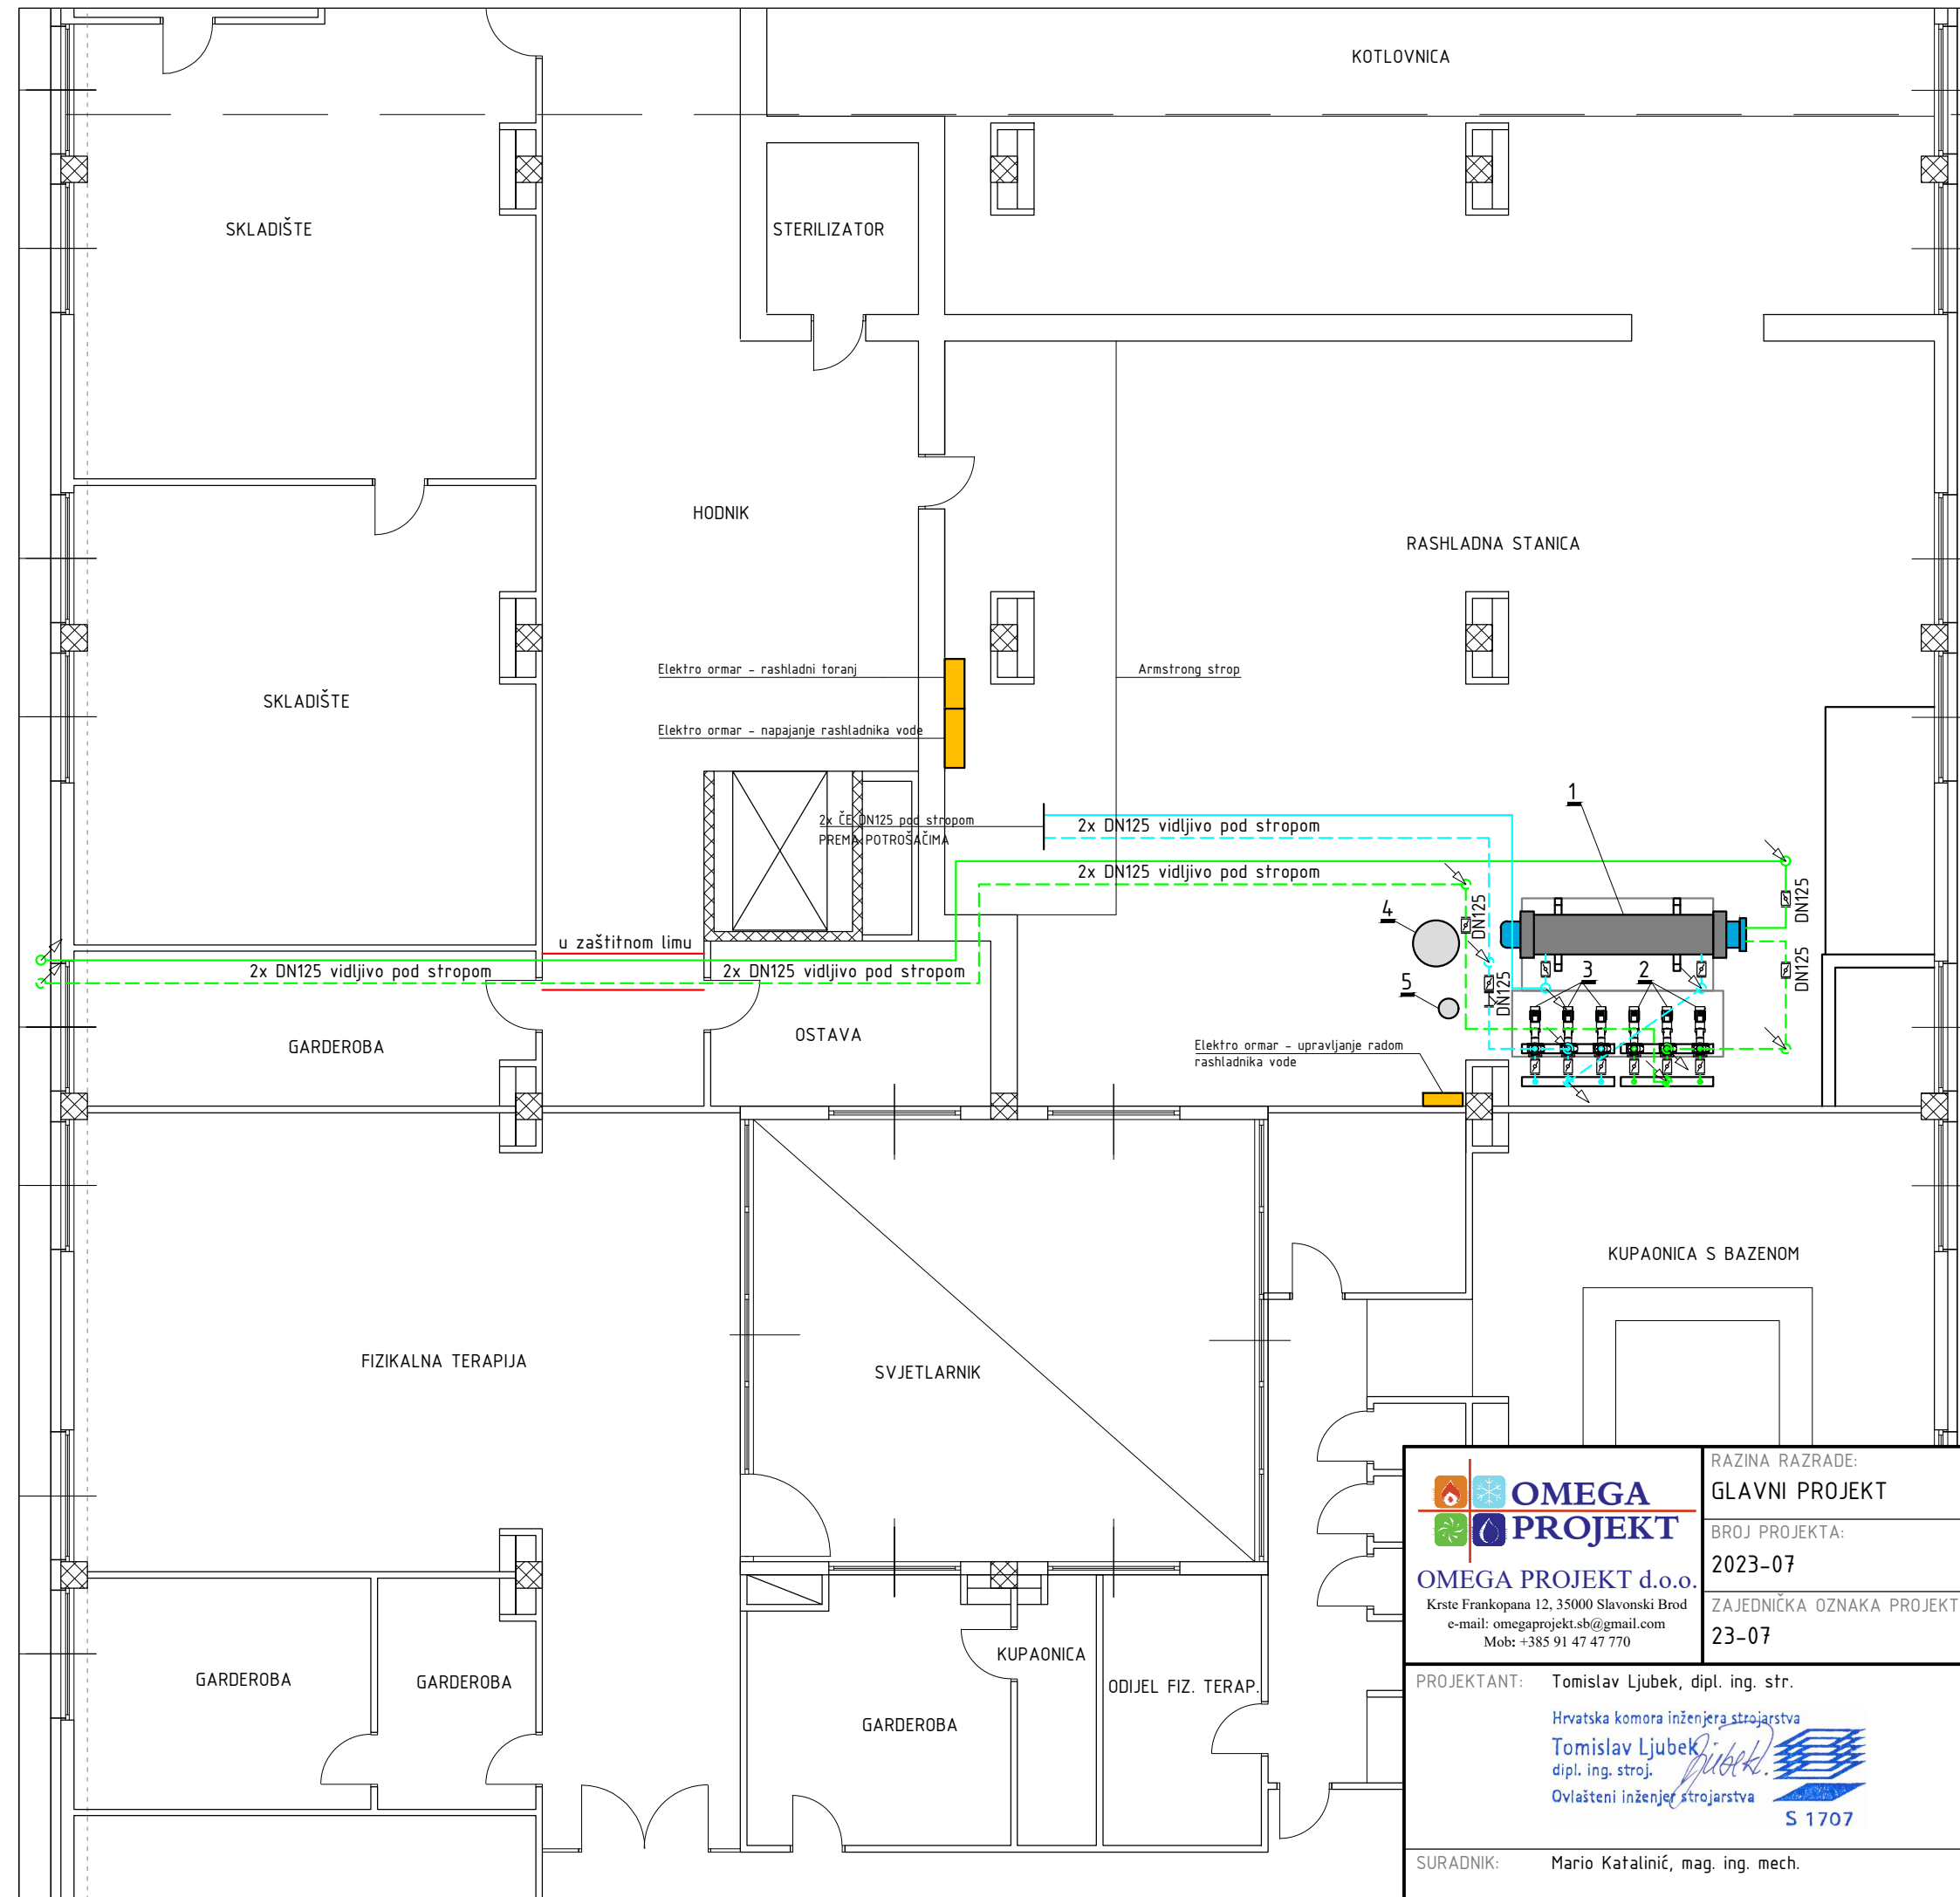 KOTLOVNICA
SKLADIŠTE
STERILIZATOR
HODNIK
RASHLADNA STANICA
Elektro ormar - rashladni toranj
Armstrong strop
SKLADIŠTE
Elektro ormar - napajanje rashladnika vode
1
2x ČE DN125 pod stropom
PREMA POTROŠAČIMA
2x DN125 vidljivo pod stropom
2x DN125 vidljivo pod stropom
DN125
4
DN125
u zaštitnom limu
2x DN125 vidljivo pod stropom
2x DN125 vidljivo pod stropom
3
2
DN125
5
DN125
OSTAVA
GARDEROBA
Elektro ormar - upravljanje radom
rashladnika vode
KUPAONICA S BAZENOM
FIZIKALNA TERAPIJA
SVJETLARNIK
GARDEROBA
GARDEROBA
GARDEROBA
KUPAONICA
ODIJEL FIZ. TERAP.
OMEGA
PROJEKT
OMEGA PROJEKT d.o.o.
Krste Frankopana 12, 35000 Slavonski Brod
e-mail: omegaprojekt.sb@gmail.com
Mob: +385 91 47 47 770
RAZINA RAZRADE:
GLAVNI PROJEKT
BROJ PROJEKTA:
2023-07
ZAJEDNIČKA OZNAKA PROJEKT
23-07
PROJEKTANT: Tomislav Ljubek, dipl. ing. str.
Hrvatska komora inženjera strojarstva
Tomislav Ljubek
dipl. ing. stroj.
Ovlašteni inženjer strojarstva
S 1707
SURADNIK: Mario Katalinić, mag. ing. mech.